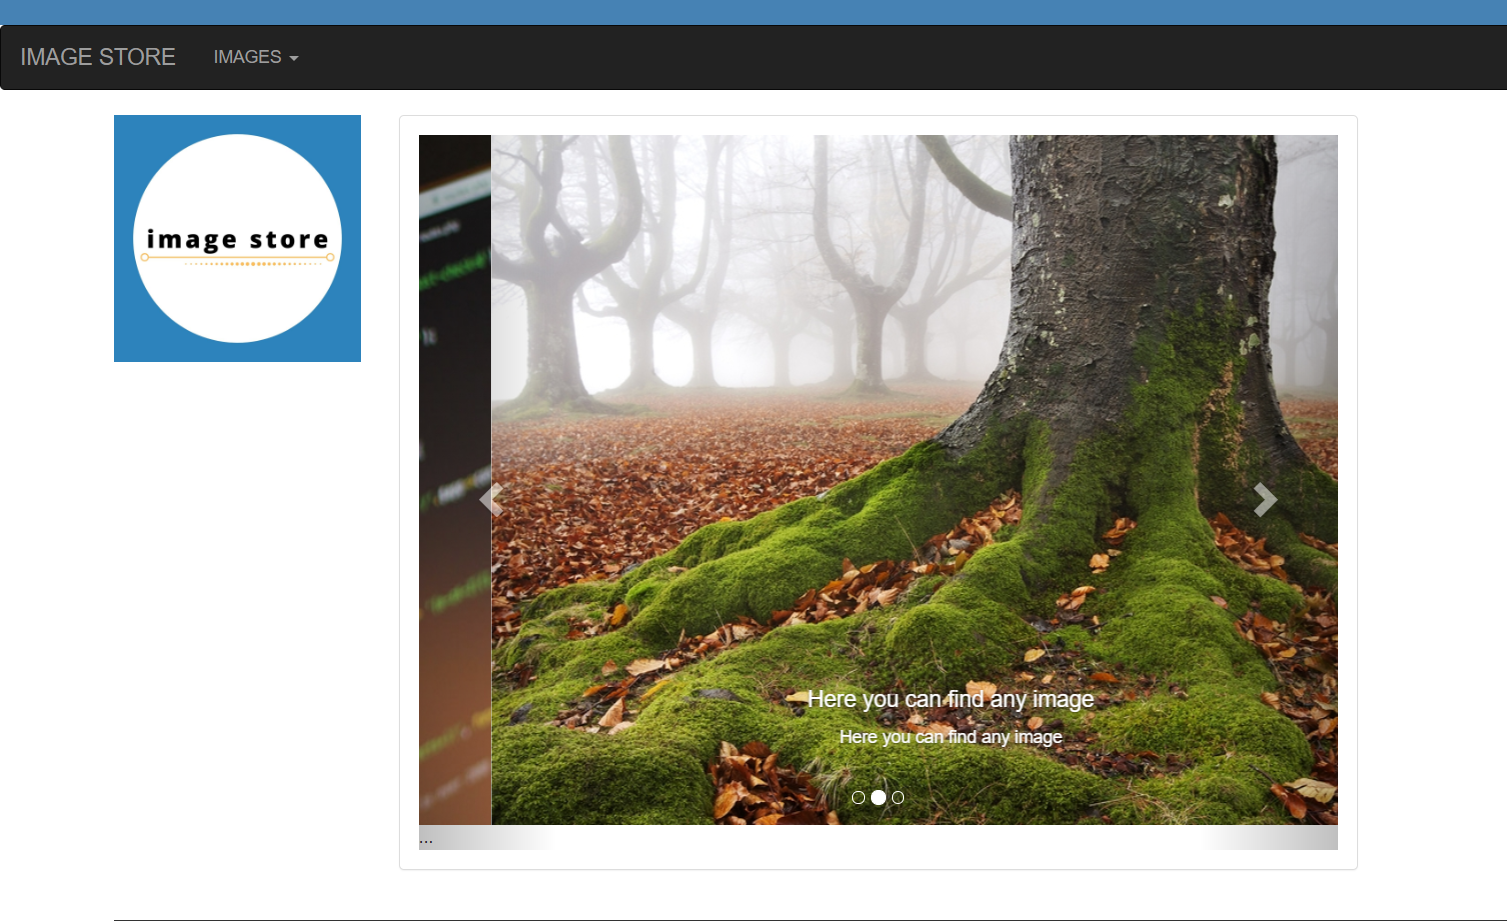 IMAGE STORE
IMAGES
image store
Here you can find any image
Here you can find any image
...